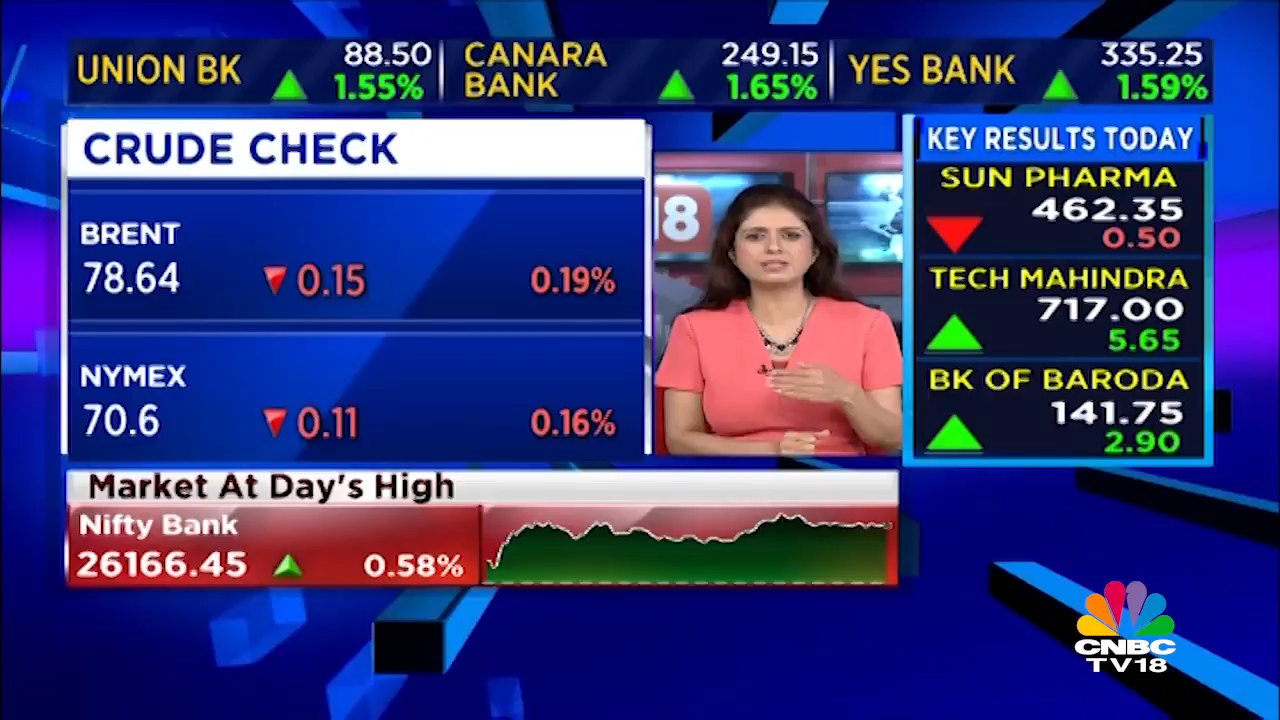 UNION BK 88.50 1.55%
CANARA BANK 249.15 1.65%
YES BANK 335.25 1.59%
CRUDE CHECK
BRENT
78.64 0.15 0.19%
NYMEX
70.6 0.11 0.16%
18
KEY RESULTS TODAY
SUN PHARMA
462.35
0.50
TECH MAHINDRA
717.00
5.65
BK OF BARODA
141.75
2.90
Market At Day's High
Nifty Bank
26166.45 0.58%
CNBC
TV18